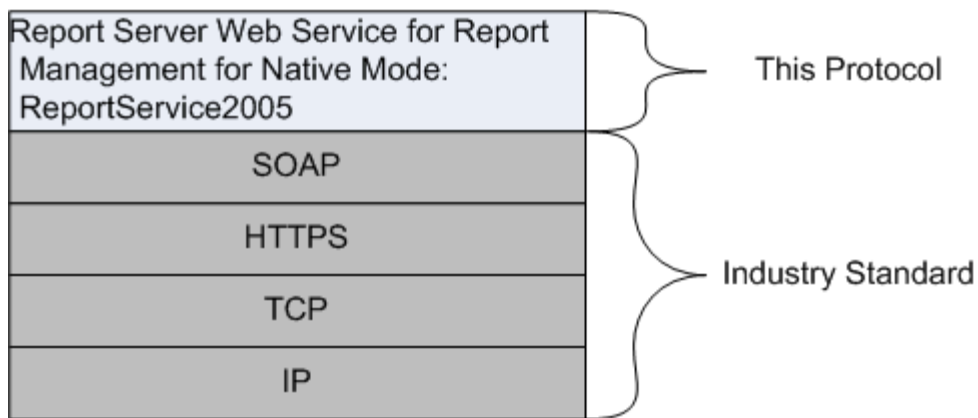 Report Server Web Service for Report
Management for Native Mode:
ReportService2005
This Protocol
SOAP
HTTPS
TCP
IP
Industry Standard